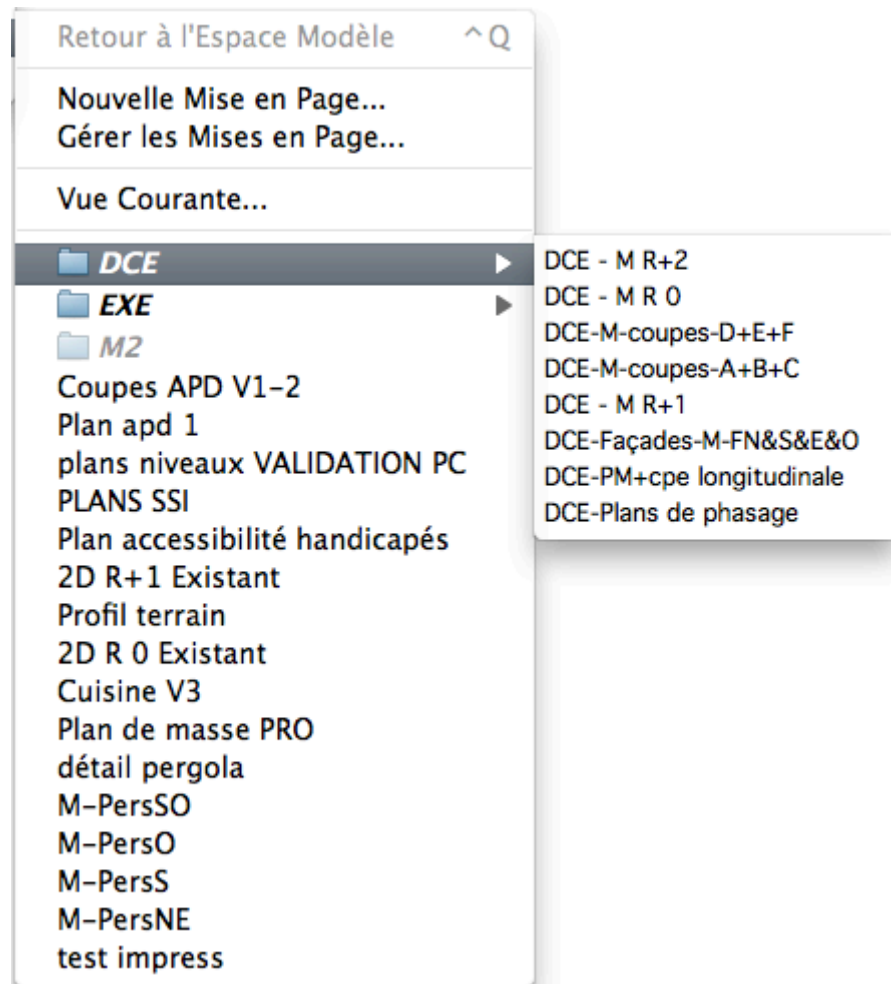 Retour à l'Espace Modèle ^Q
Nouvelle Mise en Page...
Gérer les Mises en Page...
Vue Courante...
DCE
EXE
M2
Coupes APD V1-2
Plan apd 1
plans niveaux VALIDATION PC
PLANS SSI
Plan accessibilité handicapés
2D R+1 Existant
Profil terrain
2D R 0 Existant
Cuisine V3
Plan de masse PRO
détail pergola
M-PersSO
M-PersO
M-PersS
M-PersNE
test impress
DCE - M R+2
DCE - M R 0
DCE-M-coupes-D+E+F
DCE-M-coupes-A+B+C
DCE - M R+1
DCE-Façades-M-FN&S&E&O
DCE-PM+cpe longitudinale
DCE-Plans de phasage